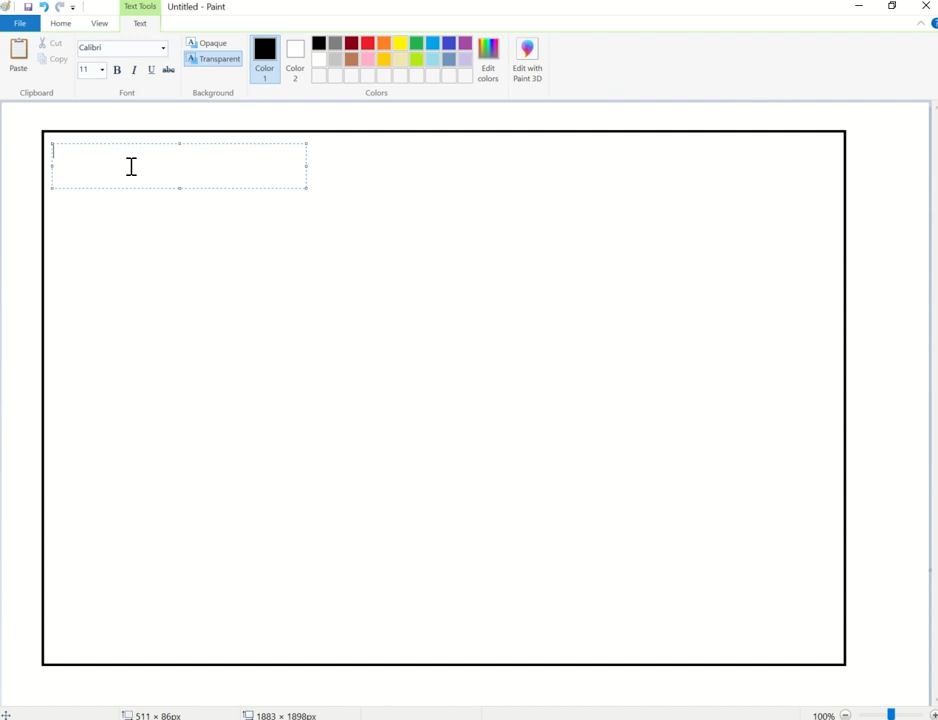 Text Tools Untitled - Paint
File Home View Text
Paste Cut Copy Calibri 11 B I U abc A Opaque A Transparent Color 1 Color 2 Edit colors Edit with Paint 3D ?
Clipboard Font Background Colors
511 × 86px 1883 × 1898px 100%